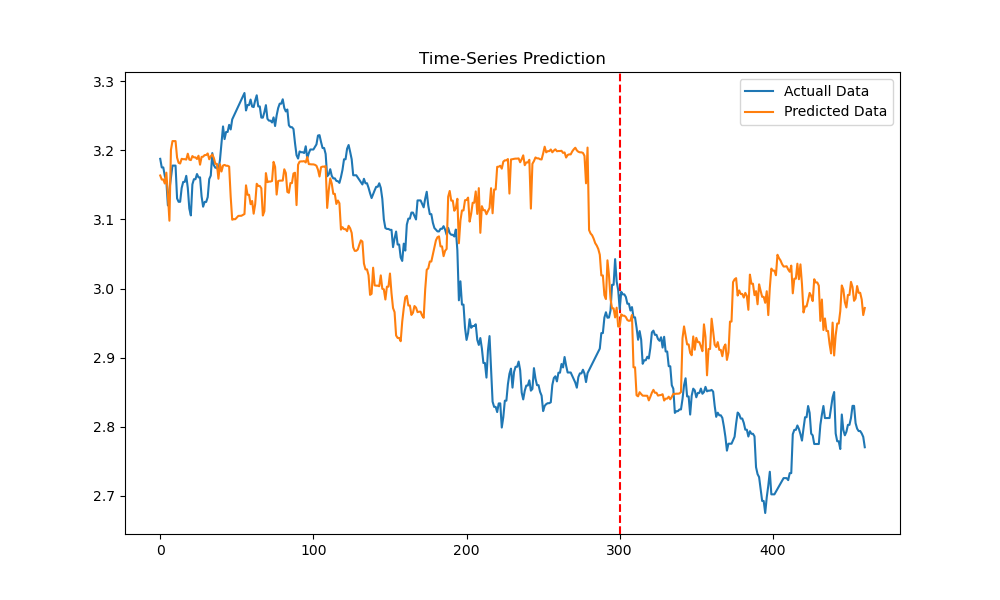 Time-Series Prediction
Actuall Data
Predicted Data
3.3
3.2
3.1
3.0
2.9
2.8
2.7
0 100 200 300 400